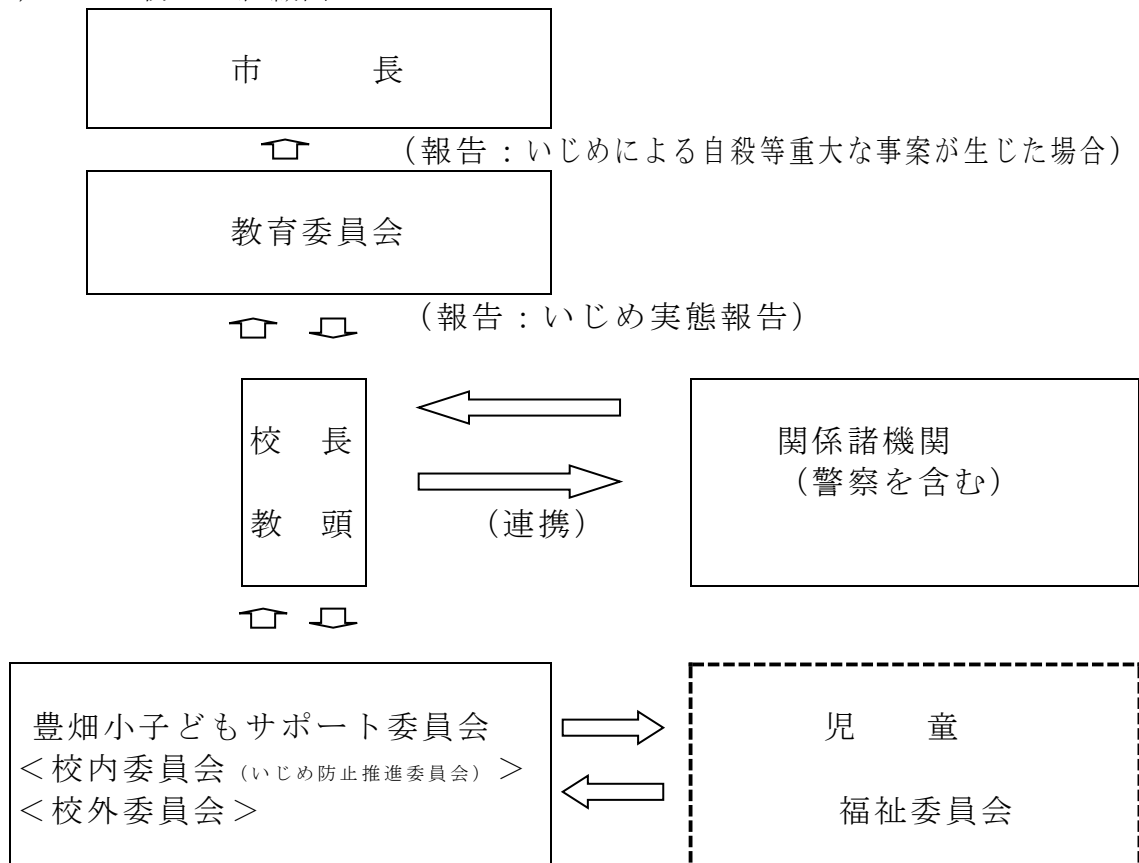 市　　　長
（報告：いじめによる自殺等重大な事案が生じた場合）
教育委員会
（報告：いじめ実態報告）
校　長
教　頭
（連携）
関係諸機関
（警察を含む）
豊畑小子どもサポート委員会
＜校内委員会（いじめ防止推進委員会）＞
＜校外委員会＞
児　　童
福祉委員会